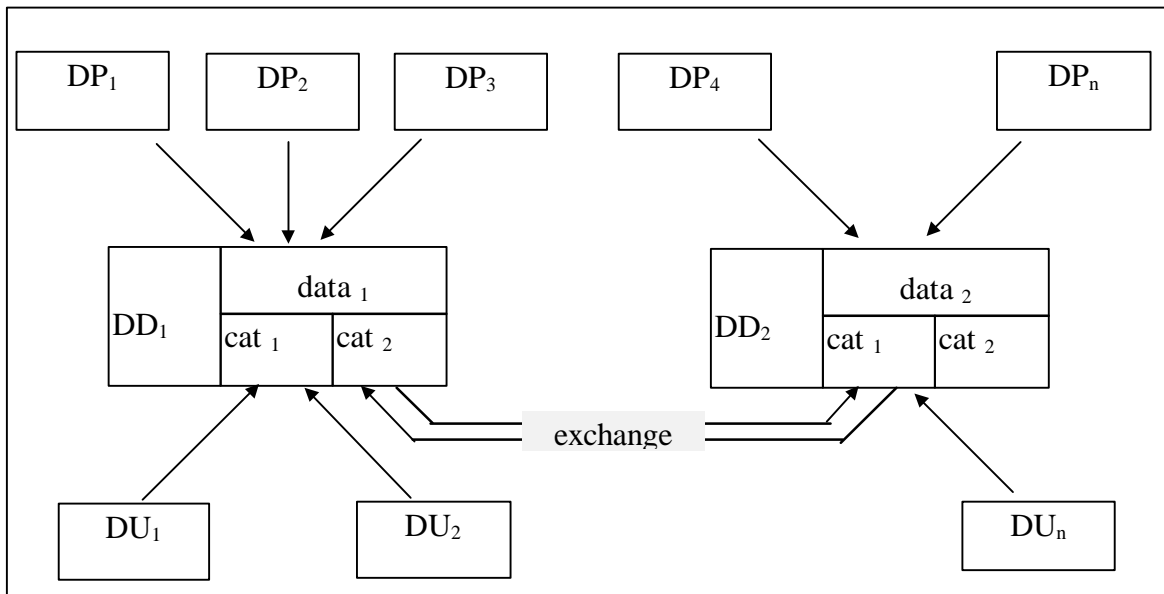 DP₁ DP₂ DP₃ DP₄ DPₙ
data ₁ data ₂
DD₁ cat ₁ cat ₂ DD₂ cat ₁ cat ₂
exchange
DU₁ DU₂ DUₙ